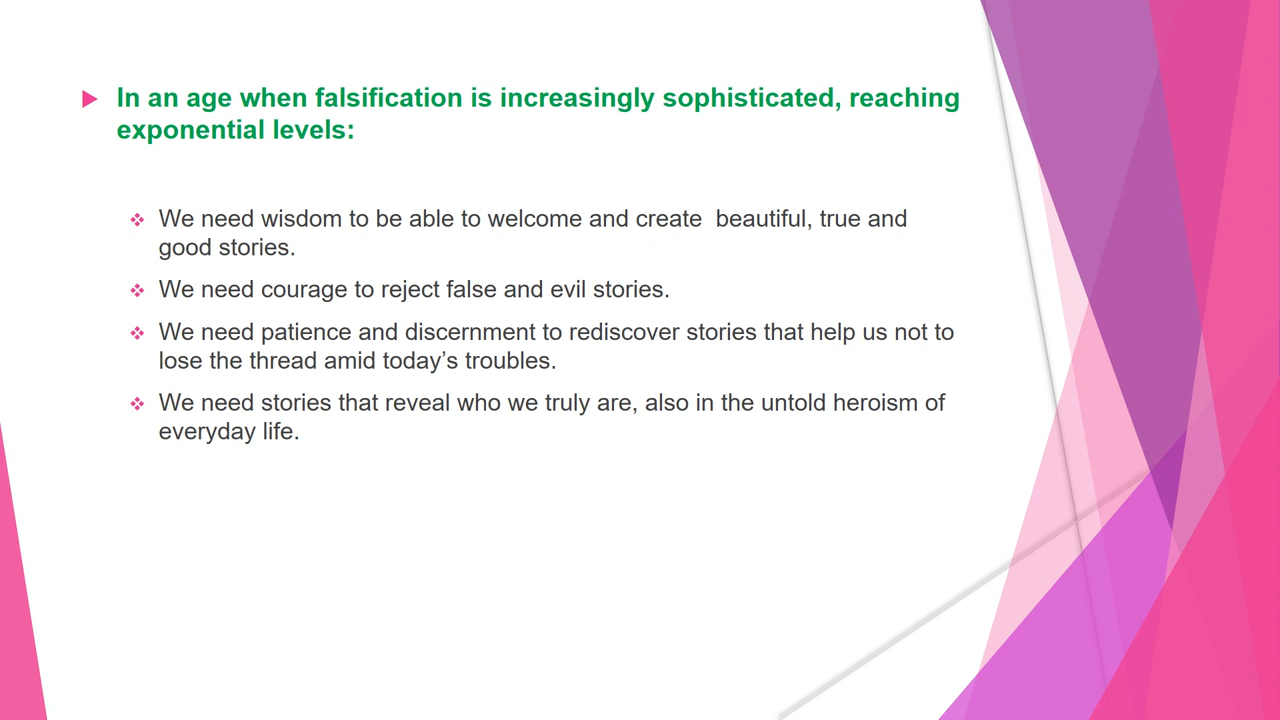 In an age when falsification is increasingly sophisticated, reaching
exponential levels:
We need wisdom to be able to welcome and create  beautiful, true and
good stories.
We need courage to reject false and evil stories.
We need patience and discernment to rediscover stories that help us not to
lose the thread amid today’s troubles.
We need stories that reveal who we truly are, also in the untold heroism of
everyday life.